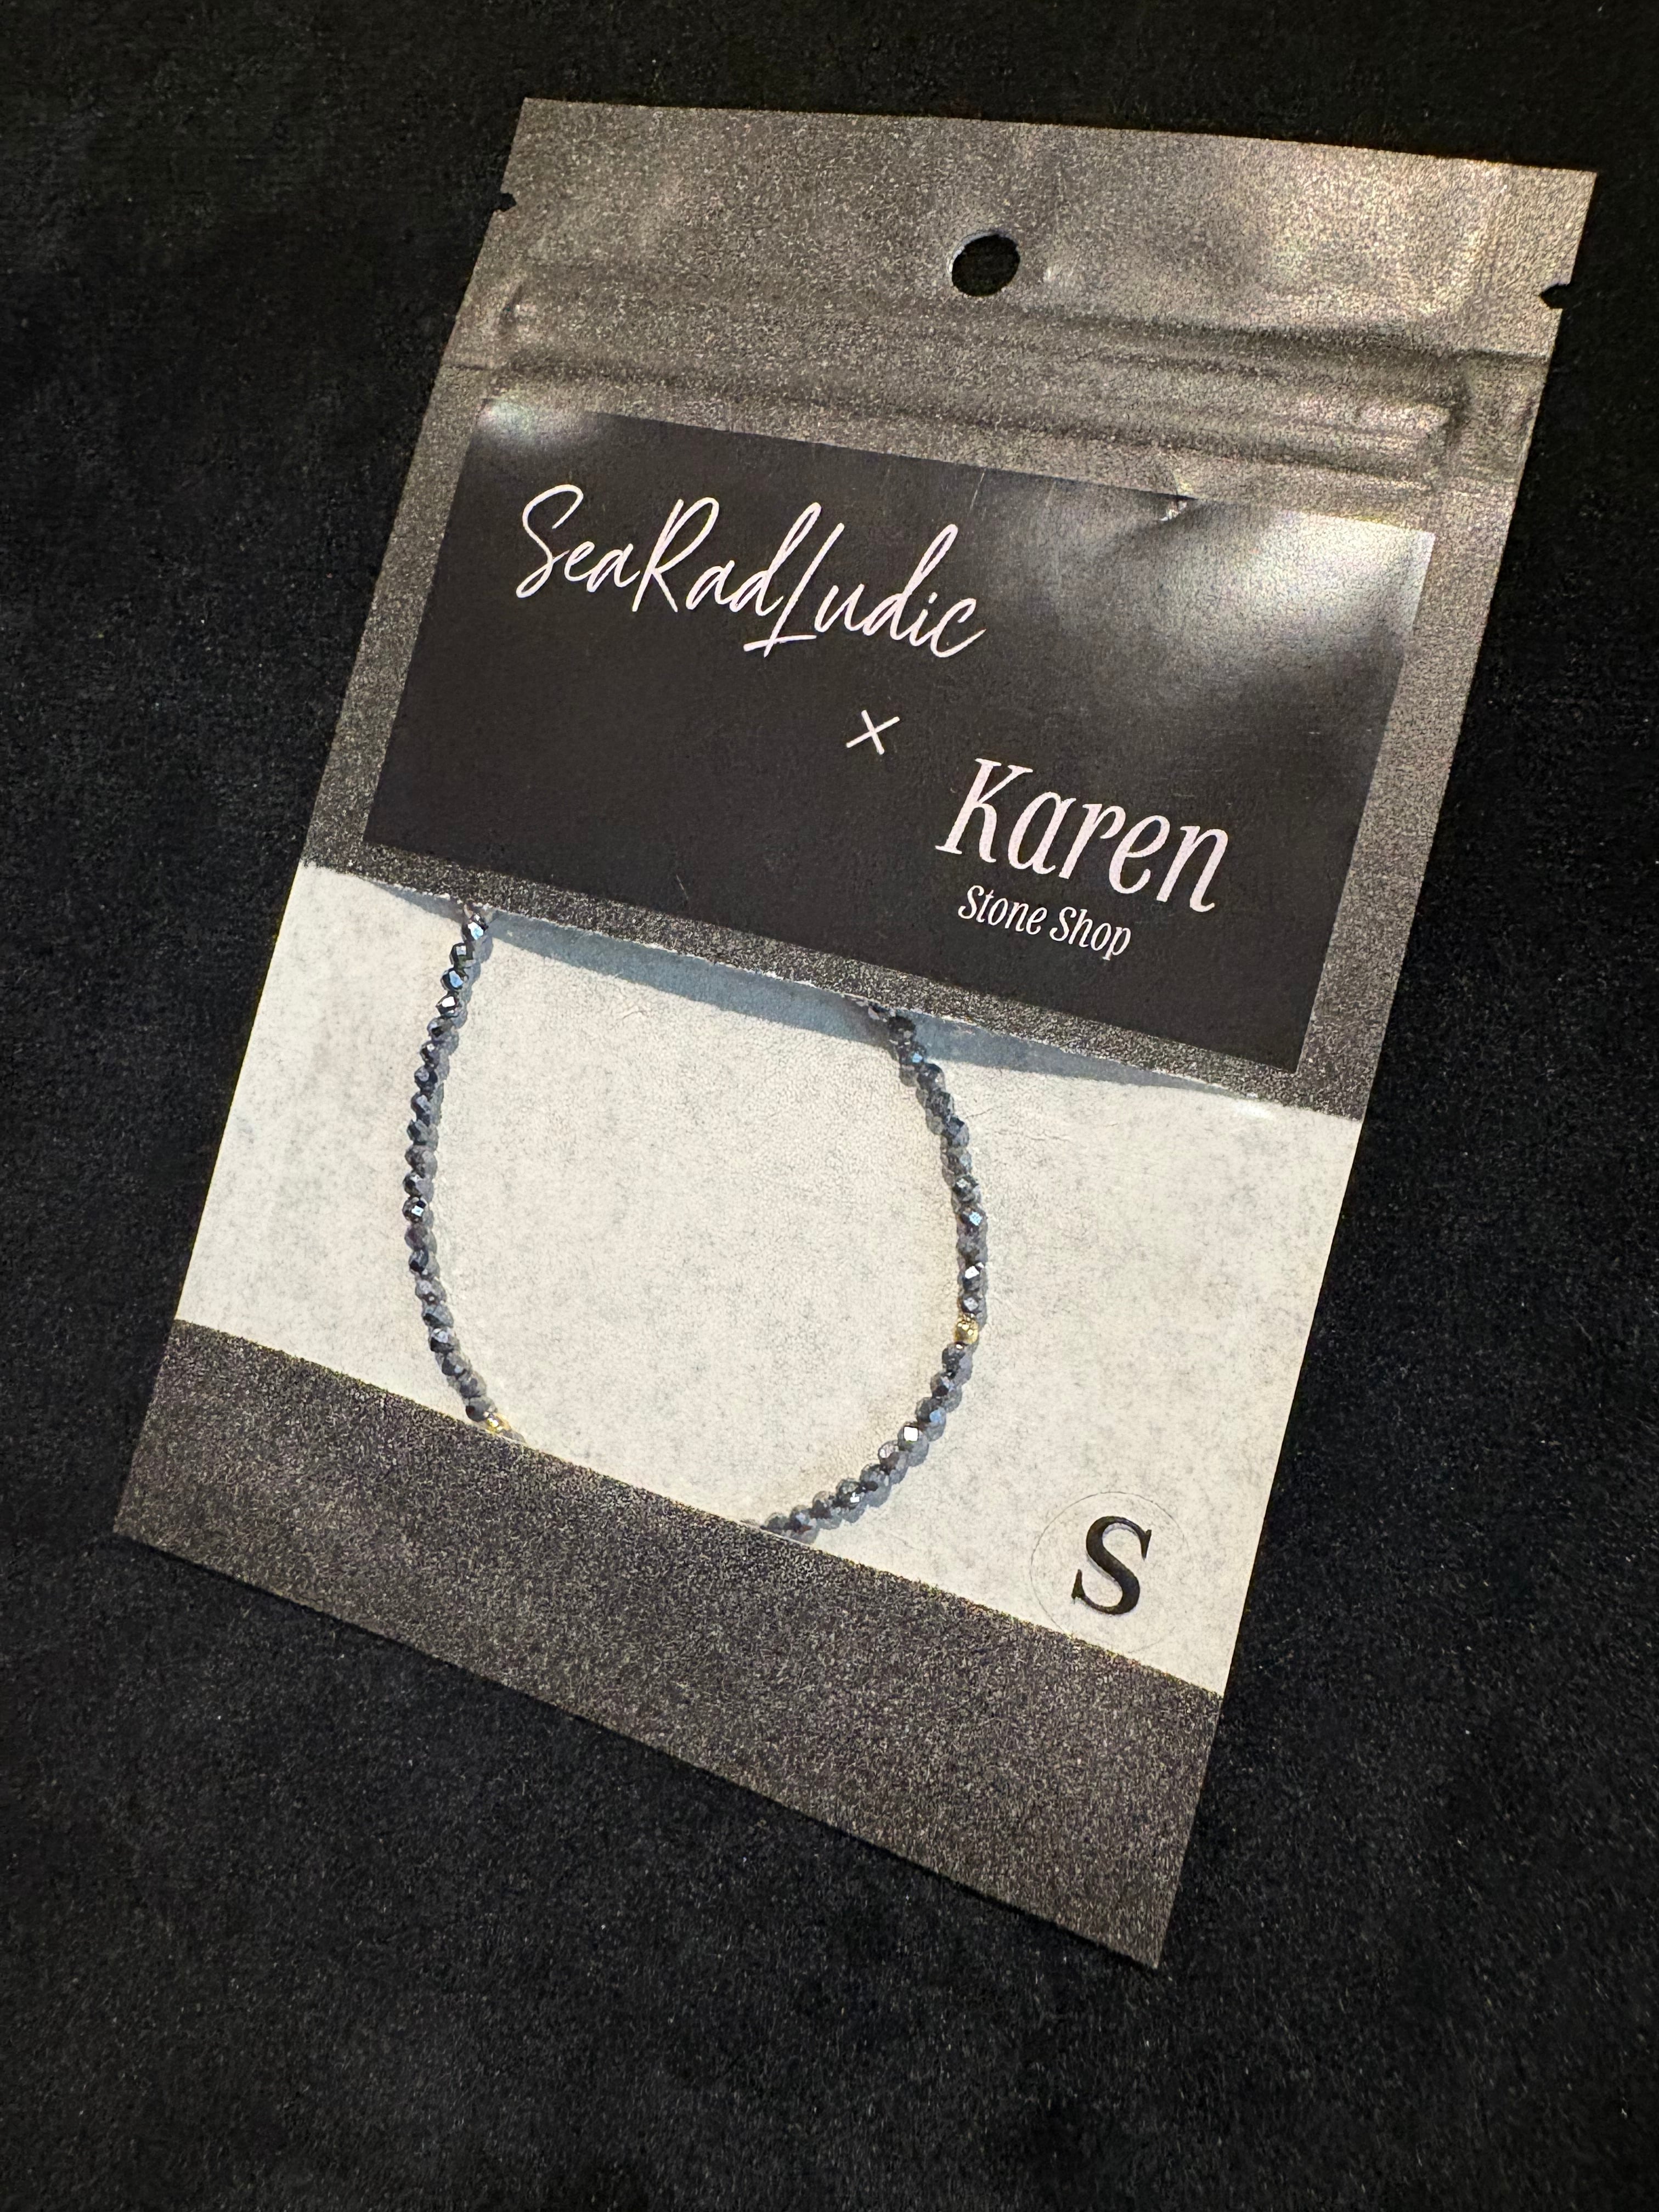 SeaRadLudic
×
Karen
Stone Shop
S